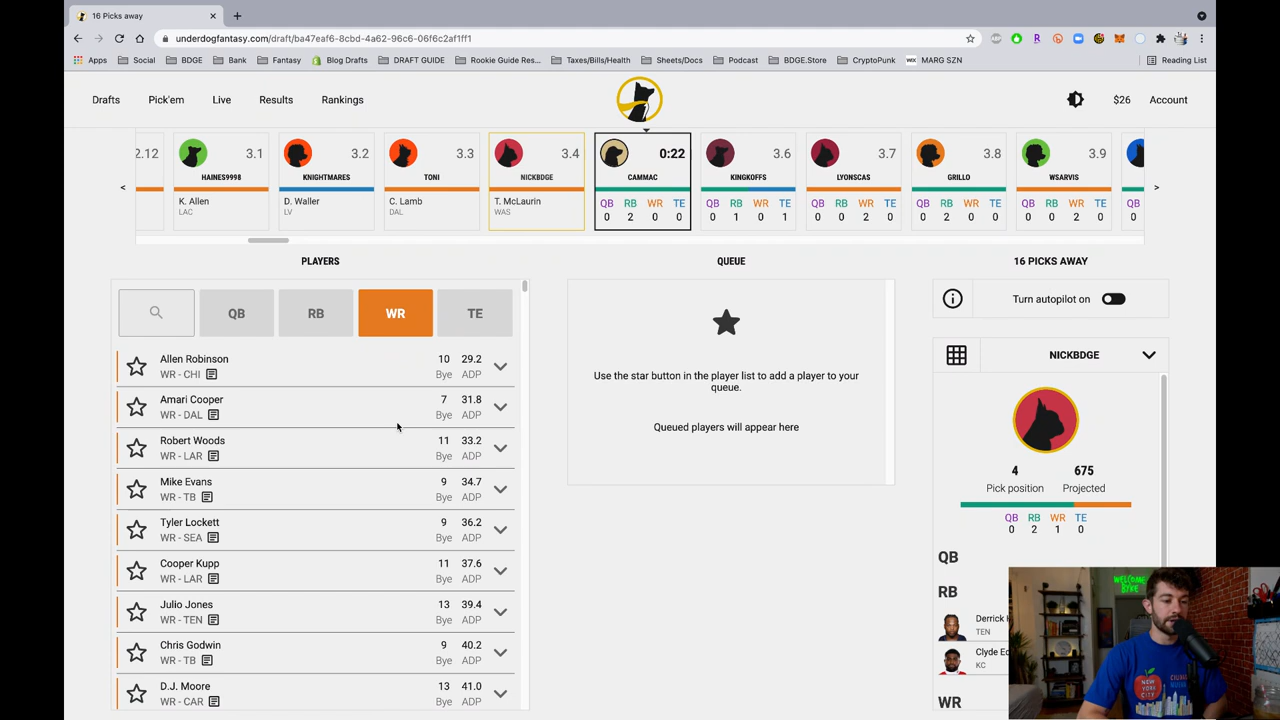 16 Picks away
underdogfantasy.com/draft/ba47eaf6-8cbd-4a62-96c6-06f6c2af1ff1
Apps Social BDGE Bank Fantasy Blog Drafts DRAFT GUIDE Rookie Guide Res... Taxes/Bills/Health Sheets/Docs Podcast BDGE.Store CryptoPunk MARG SZN Reading List
Drafts Pick'em Live Results Rankings $26 Account
2.12 3.1 3.2 3.3 3.4 0:22 3.6 3.7 3.8 3.9
HAINES9998 KNIGHTMARES TONI NICKBDGE CAMMAC KINGKOFFS LYONSCAS GRILLO WSARVIS
K. Allen D. Waller C. Lamb T. McLaurin QB RB WR TE QB RB WR TE QB RB WR TE QB RB WR TE QB RB WR TE
LAC LV DAL WAS 0 2 0 0 0 1 0 1 0 0 2 0 0 2 0 0 0 0 2 0 0
PLAYERS QUEUE 16 PICKS AWAY
QB RB WR TE
Turn autopilot on
Allen Robinson 10 29.2
WR - CHI Bye ADP
Amari Cooper 7 31.8
WR - DAL Bye ADP
Robert Woods 11 33.2
WR - LAR Bye ADP
Mike Evans 9 34.7
WR - TB Bye ADP
Tyler Lockett 9 36.2
WR - SEA Bye ADP
Cooper Kupp 11 37.6
WR - LAR Bye ADP
Julio Jones 13 39.4
WR - TEN Bye ADP
Chris Godwin 9 40.2
WR - TB Bye ADP
D.J. Moore 13 41.0
WR - CAR Bye ADP
Use the star button in the player list to add a player to your
queue.
Queued players will appear here
NICKBDGE
4 675
Pick position Projected
QB RB WR TE
0 2 1 0
QB
RB
Derrick
TEN
Clyde
KC
WR
WELCOME
NEW
YORK
CITY